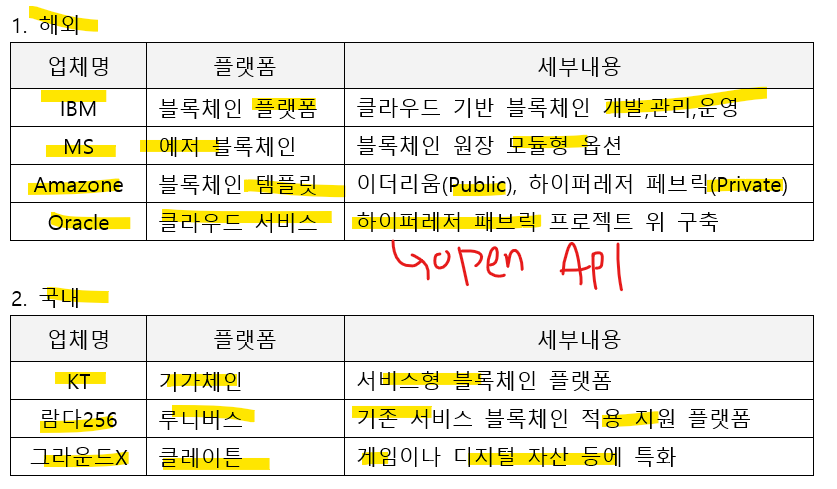 1. 해외
업체명 플랫폼 세부내용
IBM 블록체인 플랫폼 클라우드 기반 블록체인 개발,관리,운영
MS 에저 블록체인 블록체인 원장 모듈형 옵션
Amazone 블록체인 템플릿 이더리움(Public), 하이퍼레저 페브릭(Private)
Oracle 클라우드 서비스 하이퍼레저 패브릭 프로젝트 위 구축
open API
2. 국내
업체명 플랫폼 세부내용
KT 기가체인 서비스형 블록체인 플랫폼
람다256 루니버스 기존 서비스 블록체인 적용 지원 플랫폼
그라운드X 클레이튼 게임이나 디지털 자산 등에 특화